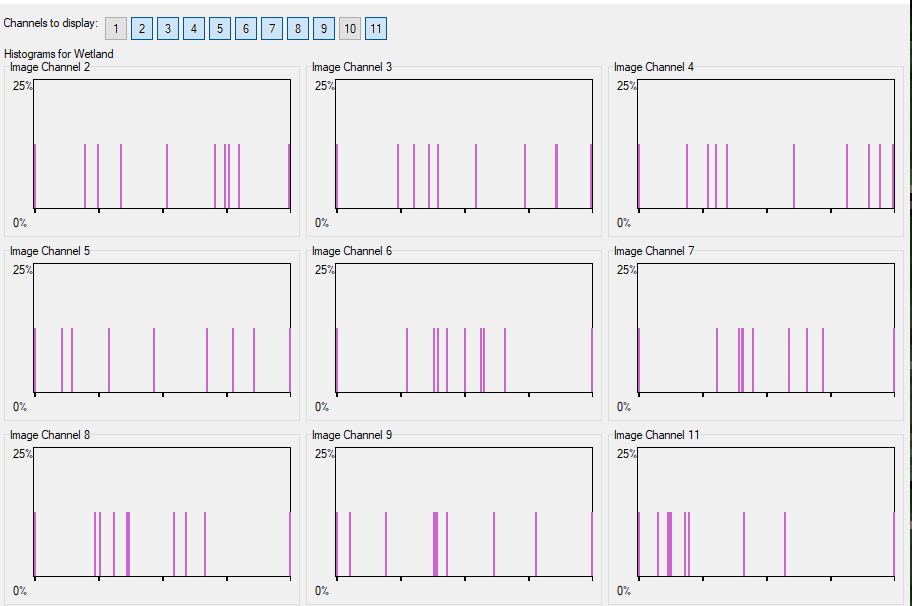 Channels to display: 1 2 3 4 5 6 7 8 9 10 11
Histograms for Wetland
Image Channel 2
25%
0%
Image Channel 3
25%
0%
Image Channel 4
25%
0%
Image Channel 5
25%
0%
Image Channel 6
25%
0%
Image Channel 7
25%
0%
Image Channel 8
25%
0%
Image Channel 9
25%
0%
Image Channel 11
25%
0%